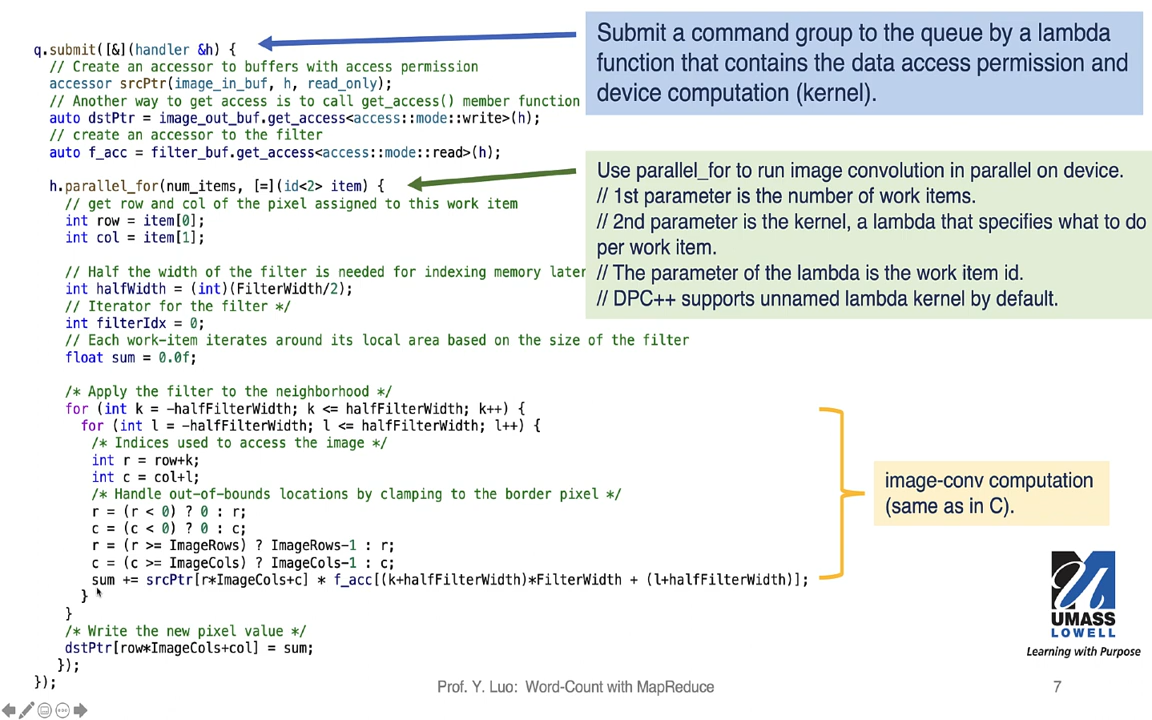 q.submit([&](handler &h) {
// Create an accessor to buffers with access permission
accessor srcPtr(image_in_buf, h, read_only);
// Another way to get access is to call get_access() member function
auto dstPtr = image_out_buf.get_access<access::mode::write>(h);
// create an accessor to the filter
auto f_acc = filter_buf.get_access<access::mode::read>(h);
h.parallel_for(num_items, [=](id<2> item) {
// get row and col of the pixel assigned to this work item
int row = item[0];
int col = item[1];
// Half the width of the filter is needed for indexing memory later
int halfWidth = (int)(FilterWidth/2);
// Iterator for the filter */
int filterIdx = 0;
// Each work-item iterates around its local area based on the size of the filter
float sum = 0.0f;
/* Apply the filter to the neighborhood */
for (int k = -halfFilterWidth; k <= halfFilterWidth; k++) {
for (int l = -halfFilterWidth; l <= halfFilterWidth; l++) {
/* Indices used to access the image */
int r = row+k;
int c = col+l;
/* Handle out-of-bounds locations by clamping to the border pixel */
r = (r < 0) ? 0 : r;
c = (c < 0) ? 0 : c;
r = (r >= ImageRows) ? ImageRows-1 : r;
c = (c >= ImageCols) ? ImageCols-1 : c;
sum += srcPtr[r*ImageCols+c] * f_acc[(k+halfFilterWidth)*FilterWidth + (l+halfFilterWidth)];
}
}
/* Write the new pixel value */
dstPtr[row*ImageCols+col] = sum;
});
});
Submit a command group to the queue by a lambda
function that contains the data access permission and
device computation (kernel).
Use parallel_for to run image convolution in parallel on device.
// 1st parameter is the number of work items.
// 2nd parameter is the kernel, a lambda that specifies what to do
per work item.
// The parameter of the lambda is the work item id.
// DPC++ supports unnamed lambda kernel by default.
image-conv computation
(same as in C).
UMASS
LOWELL
Learning with Purpose
Prof. Y. Luo: Word-Count with MapReduce
7